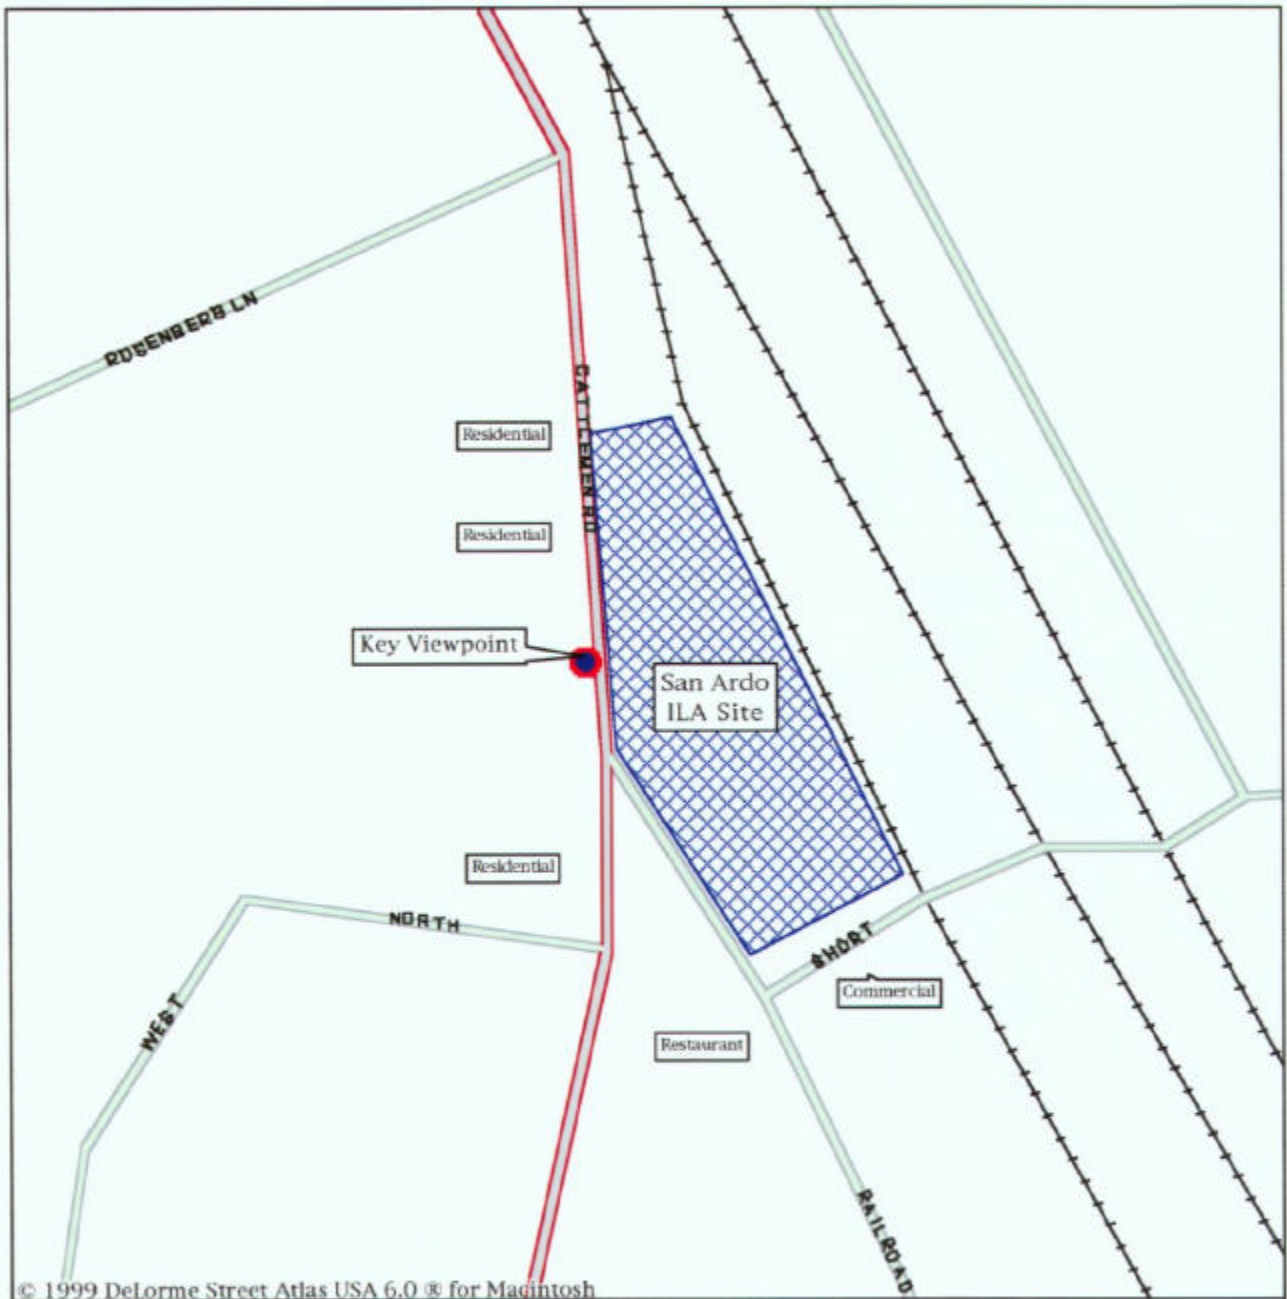 ROSENBERB LN
CATTLEMEN RD
Residential
Residential
Key Viewpoint
San Ardo
ILA Site
Residential
NORTH
SHORT
WEST
Commercial
Restaurant
RAILROAD
© 1999 DeLorme Street Atlas USA 6.0 ® for Macintosh